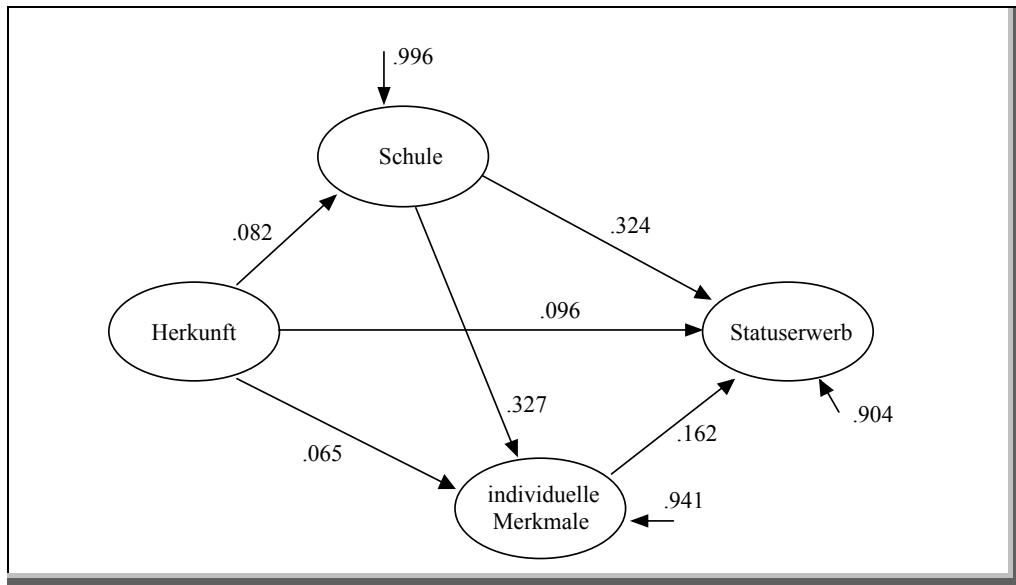 .996
Schule
.082
.324
.096
Herkunft
Statuserwerb
.327
.904
.065
.162
individuelle
Merkmale
.941